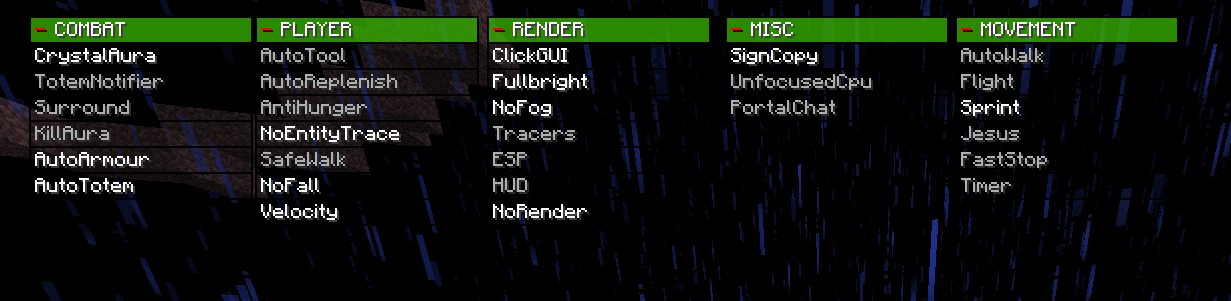 - COMBAT
CrystalAura
TotemNotifier
Surround
KillAura
AutoArmour
AutoTotem
- PLAYER
AutoTool
AutoReplenish
AntiHunger
NoEntityTrace
SafeWalk
NoFall
Velocity
- RENDER
ClickGUI
Fullbright
NoFog
Tracers
ESP
HUD
NoRender
- MISC
SignCopy
UnfocusedCpu
PortalChat
- MOVEMENT
AutoWalk
Flight
Sprint
Jesus
FastStop
Timer